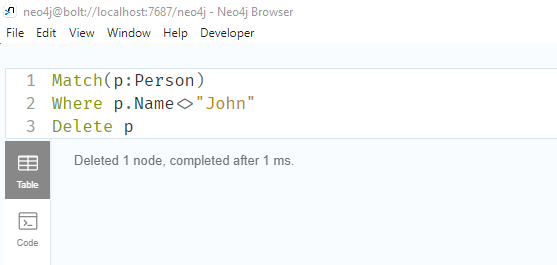 neo4j@bolt://localhost:7687/neo4j - Neo4j Browser
File Edit View Window Help Developer
1 Match(p:Person)
2 Where p.Name<>"John"
3 Delete p
Deleted 1 node, completed after 1 ms.
Table
Code